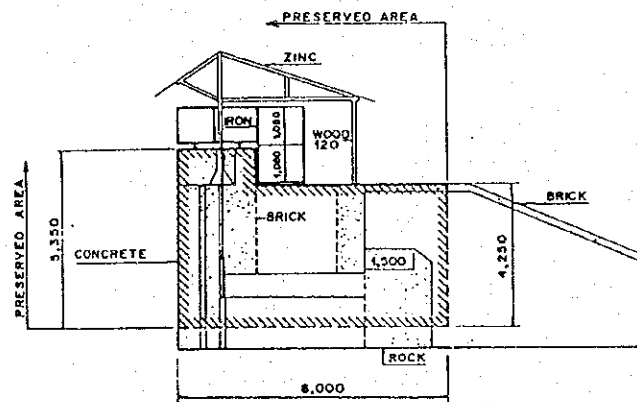 PRESERVED AREA
ZINC
IRON
1,080
1,080
WOOD
120
PRESERVED AREA
5,350
BRICK
BRICK
CONCRETE
1,500
4,250
ROCK
8,000